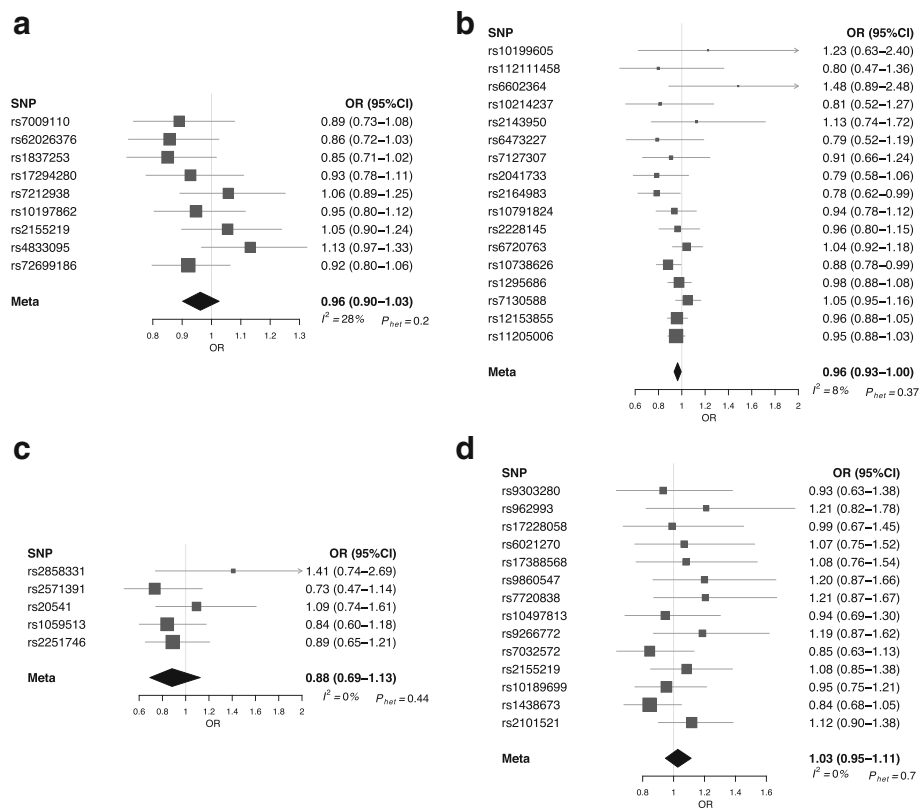 a
SNP OR (95%CI)
rs7009110 0.89 (0.73–1.08)
rs62026376 0.86 (0.72–1.03)
rs1837253 0.85 (0.71–1.02)
rs17294280 0.93 (0.78–1.11)
rs7212938 1.06 (0.89–1.25)
rs10197862 0.95 (0.80–1.12)
rs2155219 1.05 (0.90–1.24)
rs4833095 1.13 (0.97–1.33)
rs72699186 0.92 (0.80–1.06)
Meta 0.96 (0.90–1.03)
I² = 28% Phet = 0.2
0.8 0.9 1 1.1 1.2 1.3
OR
b
SNP OR (95%CI)
rs10199605 1.23 (0.63–2.40)
rs112111458 0.80 (0.47–1.36)
rs6602364 1.48 (0.89–2.48)
rs10214237 0.81 (0.52–1.27)
rs2143950 1.13 (0.74–1.72)
rs6473227 0.79 (0.52–1.19)
rs7127307 0.91 (0.66–1.24)
rs2041733 0.79 (0.58–1.06)
rs2164983 0.78 (0.62–0.99)
rs10791824 0.94 (0.78–1.12)
rs2228145 0.96 (0.80–1.15)
rs6720763 1.04 (0.92–1.18)
rs10738626 0.88 (0.78–0.99)
rs1295686 0.98 (0.88–1.08)
rs7130588 1.05 (0.95–1.16)
rs12153855 0.96 (0.88–1.05)
rs11205006 0.95 (0.88–1.03)
Meta 0.96 (0.93–1.00)
I² = 8% Phet = 0.37
0.6 0.8 1 1.2 1.4 1.6 1.8 2
OR
c
SNP OR (95%CI)
rs2858331 1.41 (0.74–2.69)
rs2571391 0.73 (0.47–1.14)
rs20541 1.09 (0.74–1.61)
rs1059513 0.84 (0.60–1.18)
rs2251746 0.89 (0.65–1.21)
Meta 0.88 (0.69–1.13)
I² = 0% Phet = 0.44
0.6 0.8 1 1.2 1.4 1.6 1.8 2
OR
d
SNP OR (95%CI)
rs9303280 0.93 (0.63–1.38)
rs962993 1.21 (0.82–1.78)
rs17228058 0.99 (0.67–1.45)
rs6021270 1.07 (0.75–1.52)
rs17388568 1.08 (0.76–1.54)
rs9860547 1.20 (0.87–1.66)
rs7720838 1.21 (0.87–1.67)
rs10497813 0.94 (0.69–1.30)
rs9266772 1.19 (0.87–1.62)
rs7032572 0.85 (0.63–1.13)
rs2155219 1.08 (0.85–1.38)
rs10189699 0.95 (0.75–1.21)
rs1438673 0.84 (0.68–1.05)
rs2101521 1.12 (0.90–1.38)
Meta 1.03 (0.95–1.11)
I² = 0% Phet = 0.7
0.8 1 1.2 1.4 1.6
OR